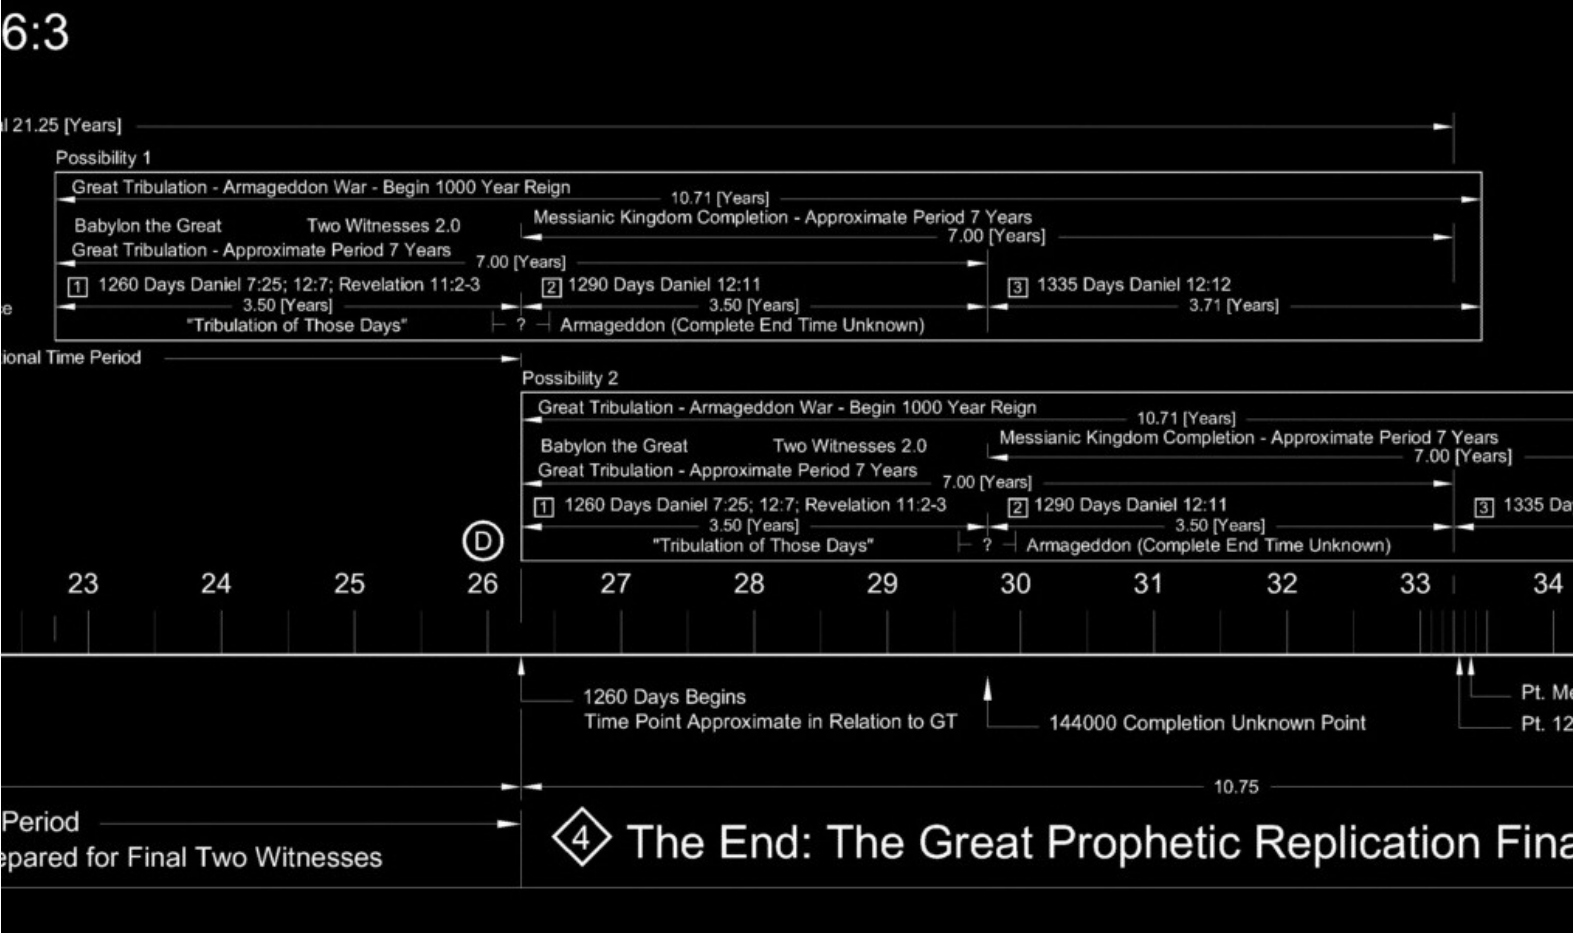 6:3
21.25 [Years]
Possibility 1
Great Tribulation - Armageddon War - Begin 1000 Year Reign
10.71 [Years]
Babylon the Great
Two Witnesses 2.0
Messianic Kingdom Completion - Approximate Period 7 Years
7.00 [Years]
Great Tribulation - Approximate Period 7 Years
7.00 [Years]
1 1260 Days Daniel 7:25; 12:7; Revelation 11:2-3
2 1290 Days Daniel 12:11
3 1335 Days Daniel 12:12
3.50 [Years]
3.50 [Years]
3.71 [Years]
"Tribulation of Those Days"
?
Armageddon (Complete End Time Unknown)
ional Time Period
Possibility 2
Great Tribulation - Armageddon War - Begin 1000 Year Reign
10.71 [Years]
Babylon the Great
Two Witnesses 2.0
Messianic Kingdom Completion - Approximate Period 7 Years
7.00 [Years]
Great Tribulation - Approximate Period 7 Years
7.00 [Years]
1 1260 Days Daniel 7:25; 12:7; Revelation 11:2-3
2 1290 Days Daniel 12:11
3 1335 Da
3.50 [Years]
3.50 [Years]
"Tribulation of Those Days"
?
Armageddon (Complete End Time Unknown)
D
23 24 25 26 27 28 29 30 31 32 33 34
1260 Days Begins
Time Point Approximate in Relation to GT
144000 Completion Unknown Point
Pt. Me
Pt. 12
10.75
Period
epared for Final Two Witnesses
4 The End: The Great Prophetic Replication Fina